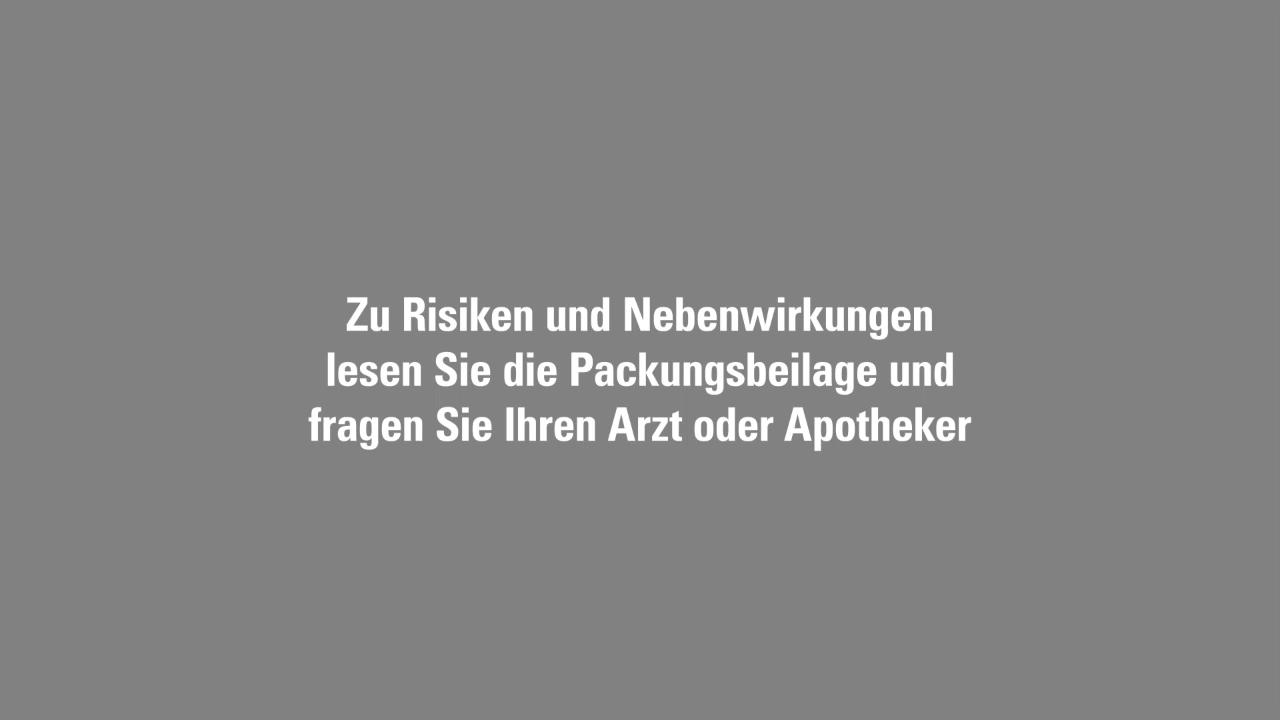 Zu Risiken und Nebenwirkungen
lesen Sie die Packungsbeilage und
fragen Sie Ihren Arzt oder Apotheker